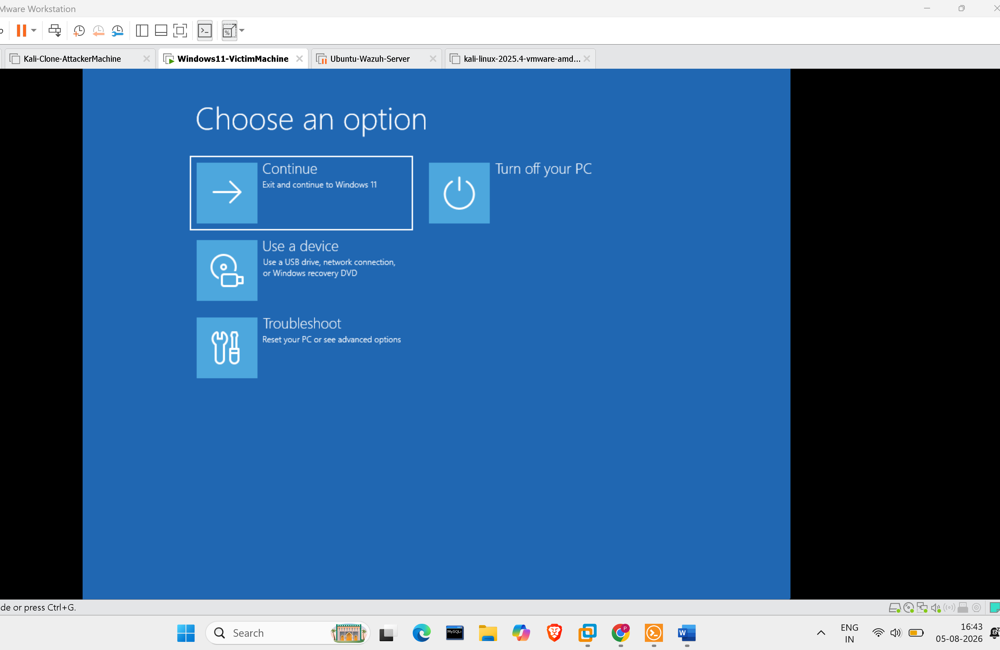 Mware Workstation
Kali-Clone-AttackerMachine
Windows11-VictimMachine
Ubuntu-Wazuh-Server
kali-linux-2025.4-vmware-amd...
Choose an option
Continue
Exit and continue to Windows 11
Turn off your PC
Use a device
Use a USB drive, network connection,
or Windows recovery DVD
Troubleshoot
Reset your PC or see advanced options
de or press Ctrl+G.
Search
MySQL>
P
W
ENG
IN
16:43
05-08-2026